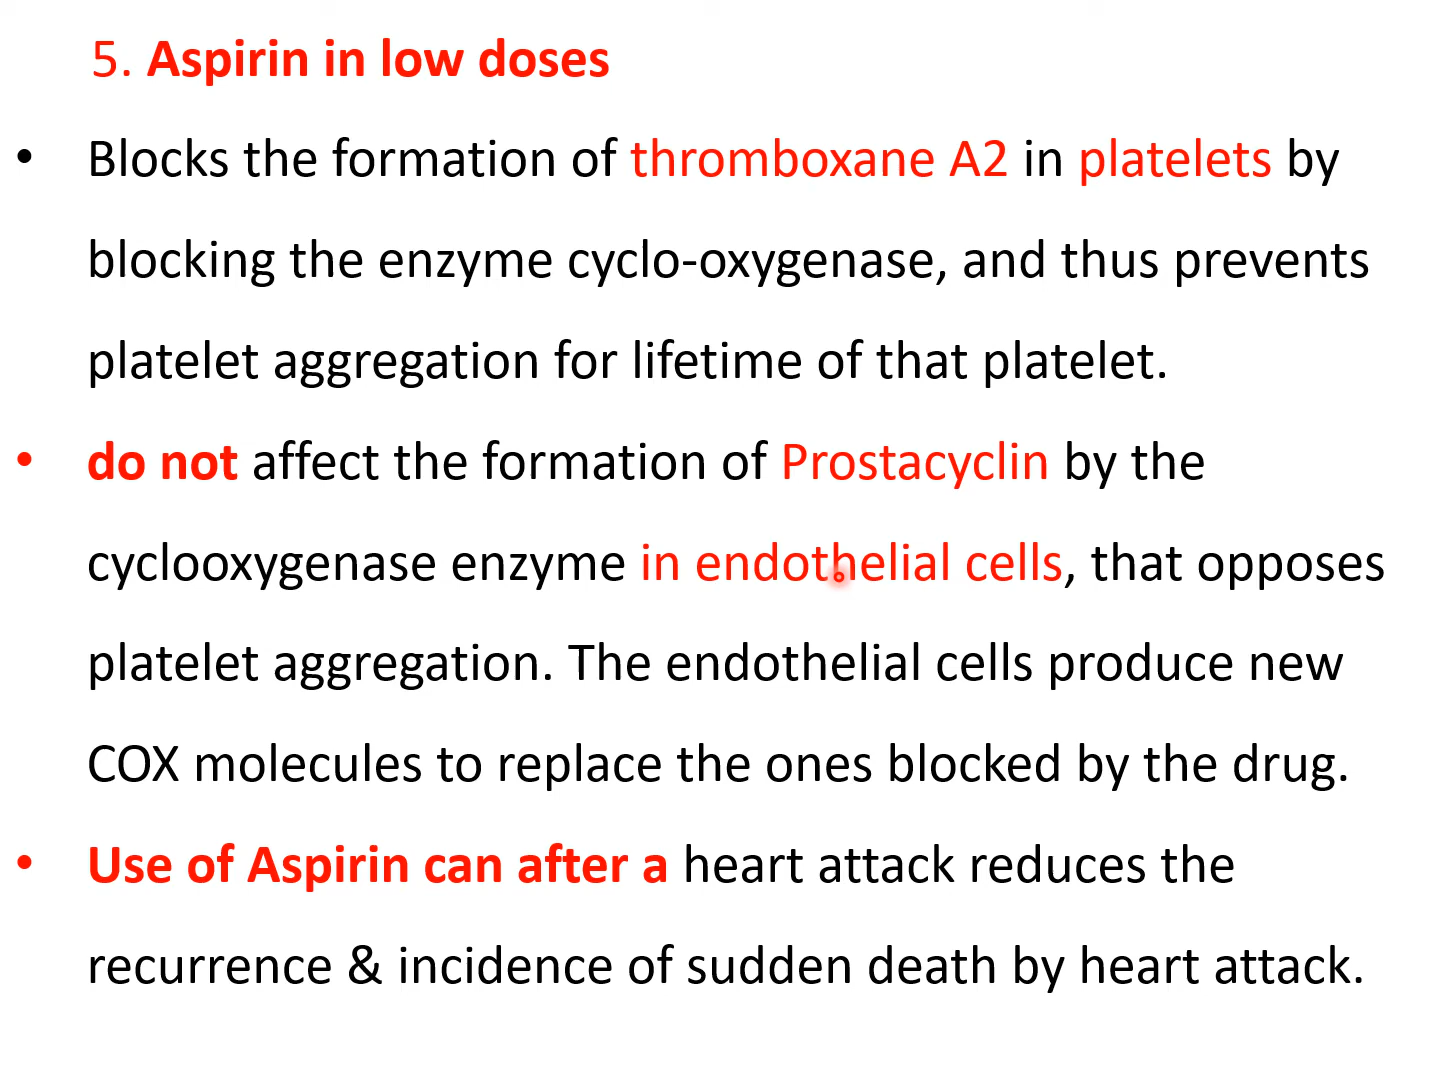 5. Aspirin in low doses
• Blocks the formation of thromboxane A2 in platelets by
blocking the enzyme cyclo-oxygenase, and thus prevents
platelet aggregation for lifetime of that platelet.
• do not affect the formation of Prostacyclin by the
cyclooxygenase enzyme in endothelial cells, that opposes
platelet aggregation. The endothelial cells produce new
COX molecules to replace the ones blocked by the drug.
• Use of Aspirin can after a heart attack reduces the
recurrence & incidence of sudden death by heart attack.